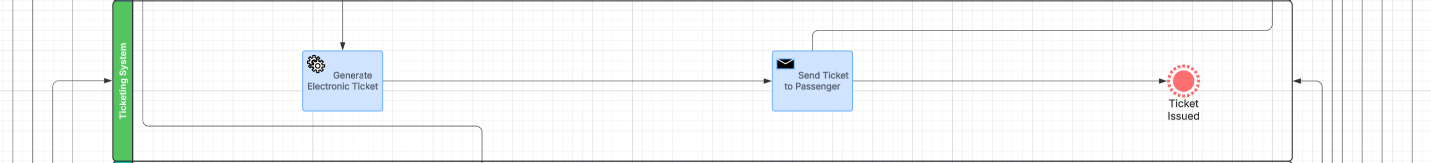 Ticketing System
Generate
Electronic Ticket
Send Ticket
to Passenger
Ticket
Issued